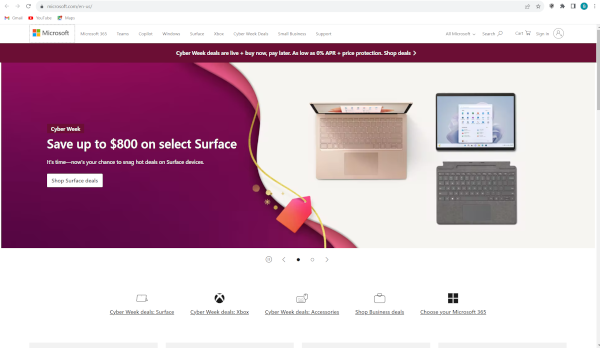 microsoft.com/en-us/
Gmail YouTube Maps
Microsoft Microsoft 365 Teams Copilot Windows Surface Xbox Cyber Week Deals Small Business Support All Microsoft Search Cart Sign in
Cyber Week deals are live + buy now, pay later. As low as 0% APR + price protection. Shop deals
Cyber Week
Save up to $800 on select Surface
It's time—now's your chance to snag hot deals on Surface devices.
Shop Surface deals
Cyber Week deals: Surface Cyber Week deals: Xbox Cyber Week deals: Accessories Shop Business deals Choose your Microsoft 365